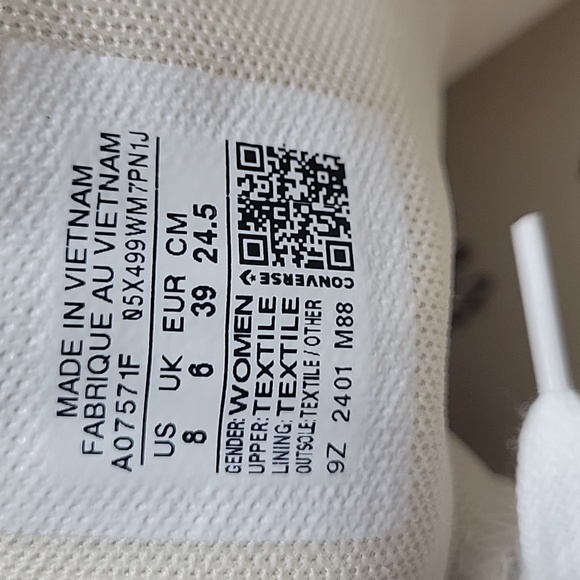 MADE IN VIETNAM
FABRIQUE AU VIETNAM
A07571F 05X499WM7PN1J
US UK EUR CM
8 6 39 24.5
GENDER: WOMEN
UPPER: TEXTILE
LINING: TEXTILE
OUTSOLE: TEXTILE / OTHER
9Z 2401 M88
CONVERSE